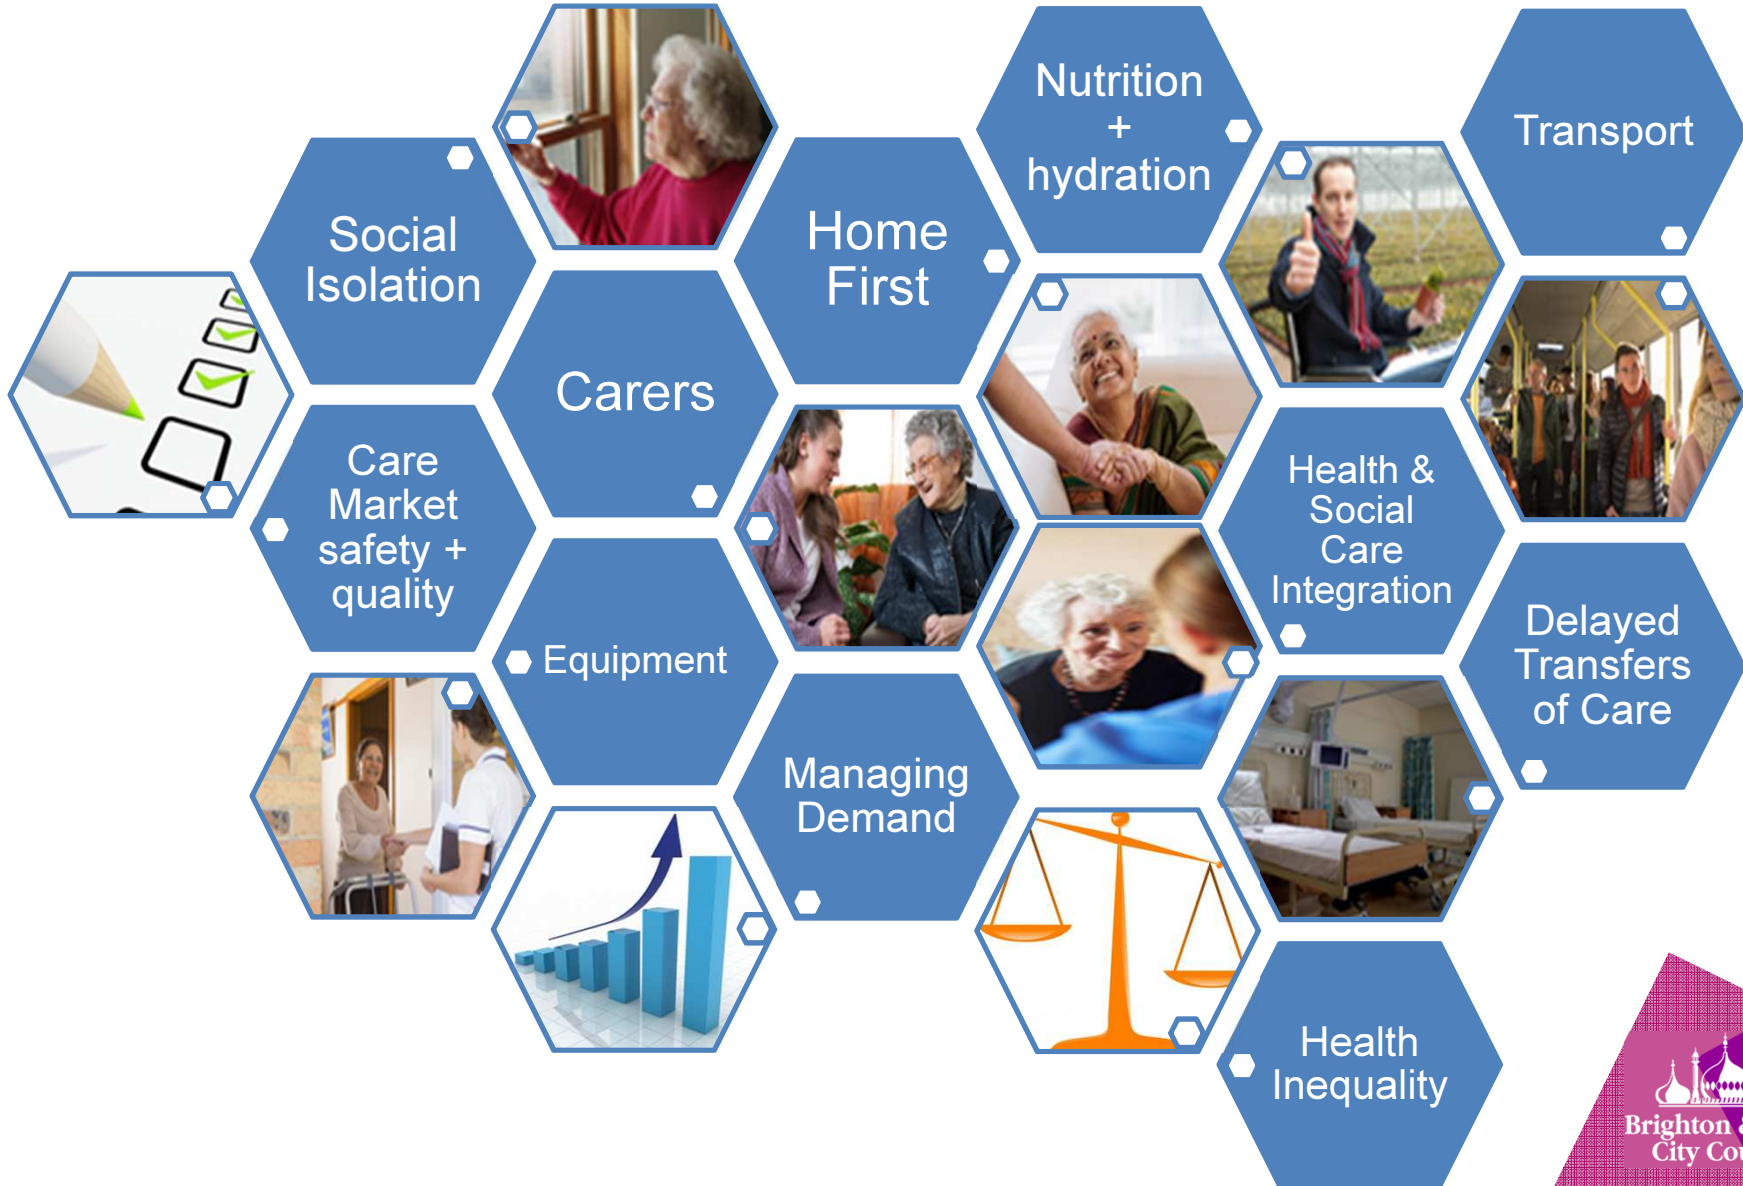 Social
Isolation
Home
First
Nutrition
+
hydration
Transport
Carers
Care
Market
safety +
quality
Health &
Social
Care
Integration
Equipment
Delayed
Transfers
of Care
Managing
Demand
Health
Inequality
Brighton
City